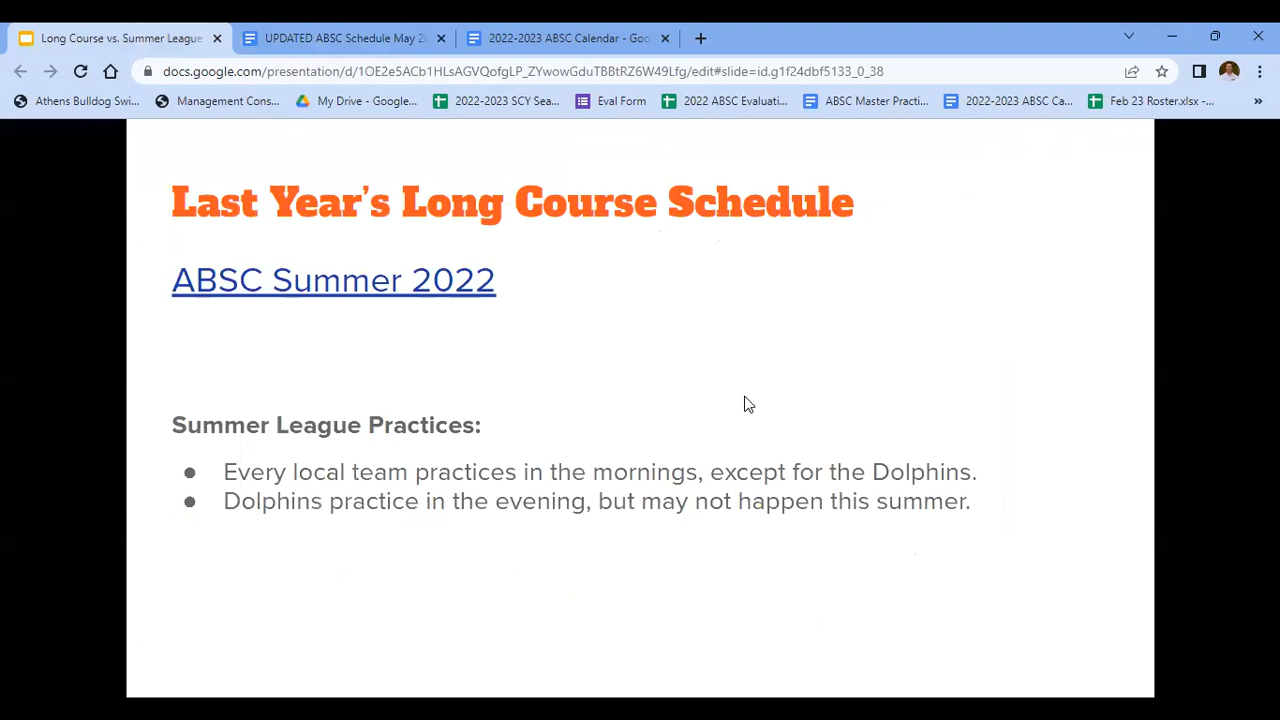 Long Course vs. Summer League
UPDATED ABSC Schedule May 2
2022-2023 ABSC Calendar - Goo
docs.google.com/presentation/d/1OE2e5ACb1HLsAGVQofgLP_ZYwowGduTBBtRZ6W49Lfg/edit#slide=id.g1f24dbf5133_0_38
Athens Bulldog Swi...
Management Cons...
My Drive - Google...
2022-2023 SCY Sea...
Eval Form
2022 ABSC Evaluati...
ABSC Master Practi...
2022-2023 ABSC Ca...
Feb 23 Roster.xlsx -...
Last Year's Long Course Schedule
ABSC Summer 2022
Summer League Practices:
● Every local team practices in the mornings, except for the Dolphins.
● Dolphins practice in the evening, but may not happen this summer.